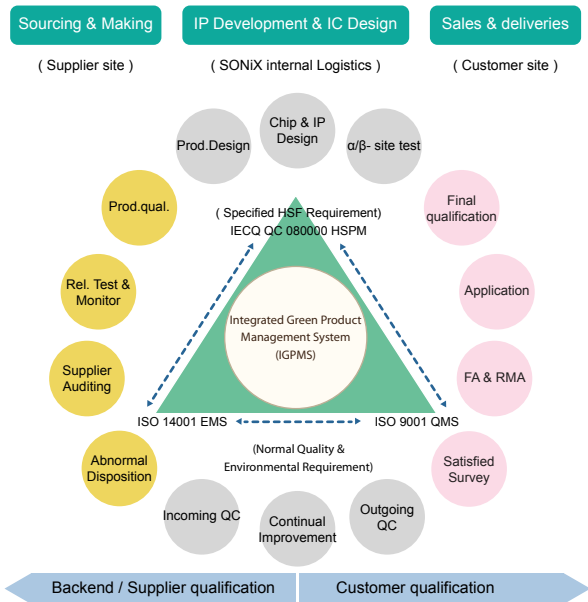 Sourcing & Making
IP Development & IC Design
Sales & deliveries
( Supplier site )
( SONiX internal Logistics )
( Customer site )
Chip & IP
Design
Prod.Design
α/β- site test
Prod.qual.
Final
qualification
( Specified HSF Requirement)
IECQ QC 080000 HSPM
Rel. Test &
Monitor
Application
Integrated Green Product
Management System
(IGPMS)
Supplier
Auditing
FA & RMA
ISO 14001 EMS
ISO 9001 QMS
(Normal Quality &
Environmental Requirement)
Abnormal
Disposition
Satisfied
Survey
Incoming QC
Continual
Improvement
Outgoing
QC
Backend / Supplier qualification
Customer qualification